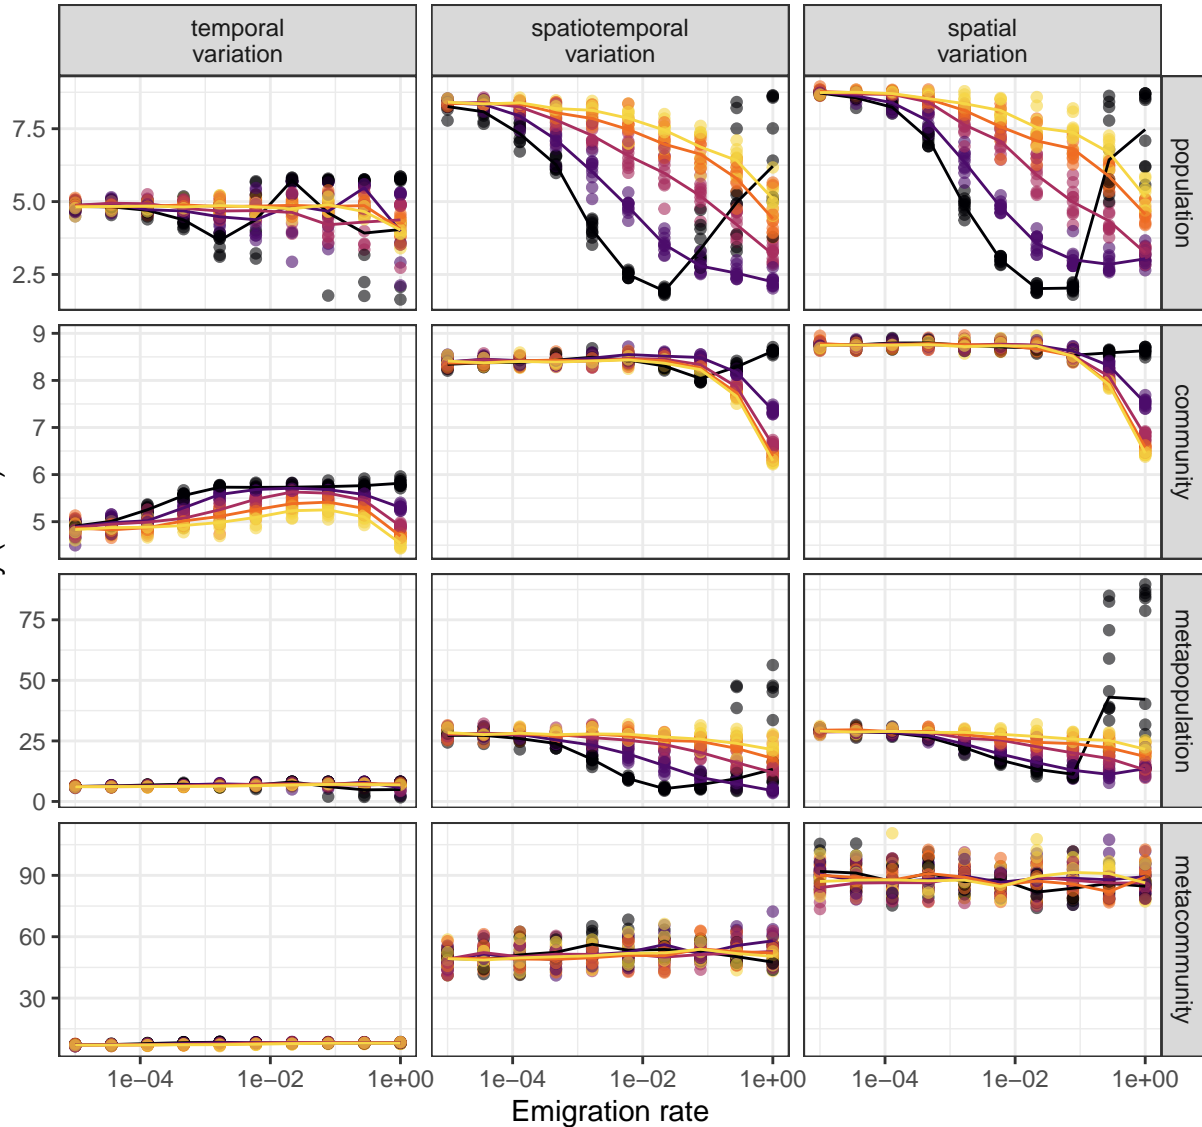 temporal
variation
spatiotemporal
variation
spatial
variation
7.5
5.0
2.5
population
9
8
7
6
5
community
75
50
25
0
metapopulation
90
60
30
metacommunity
1e−04
1e−02
1e+00
1e−04
1e−02
1e+00
1e−04
1e−02
1e+00
Emigration rate